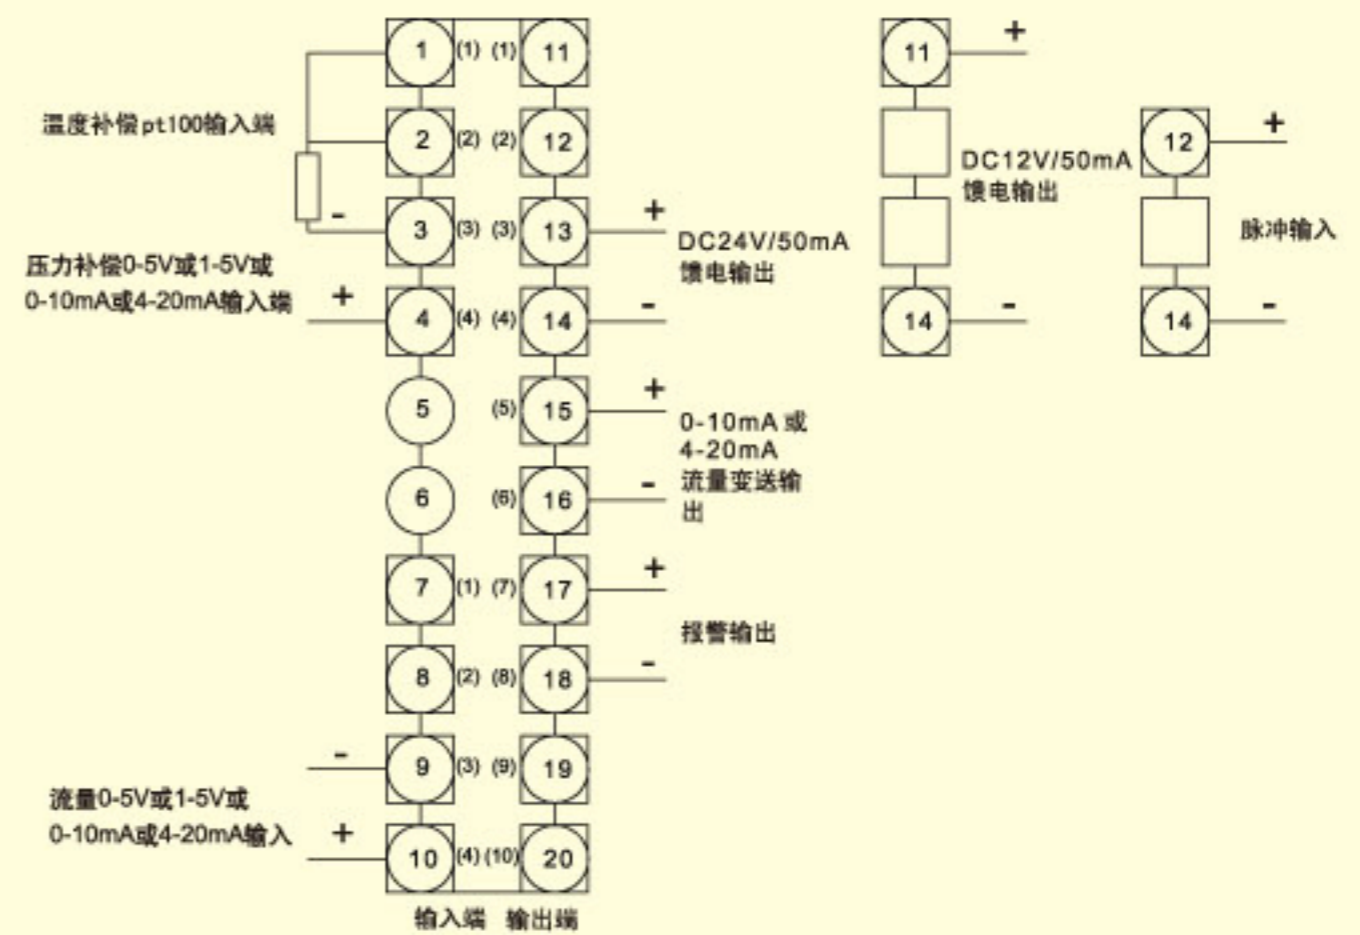 1 (1) (1) 11
温度补偿pt100输入端
2 (2) (2) 12
-
3 (3) (3) 13 +
DC24V/50mA
馈电输出
压力补偿0-5V或1-5V或
0-10mA或4-20mA输入端
+
4 (4) (4) 14 -
5 (5) 15 +
0-10mA 或
4-20mA
流量变送输
出
6 (6) 16 -
7 (1) (7) 17 +
报警输出
8 (2) (8) 18 -
-
9 (3) (9) 19
流量0-5V或1-5V或
0-10mA或4-20mA输入
+
10 (4) (10) 20
输入端 输出端
11 +
DC12V/50mA
馈电输出
14 -
12 +
脉冲输入
14 -